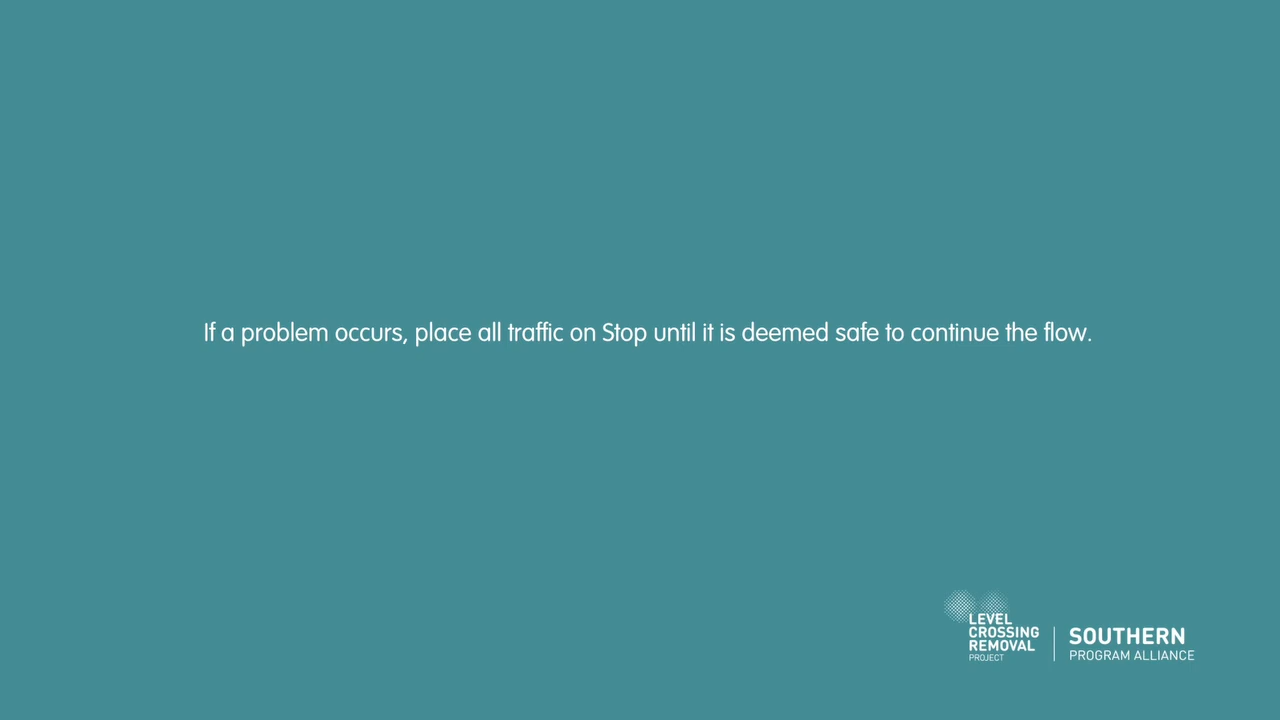 If a problem occurs, place all traffic on Stop until it is deemed safe to continue the flow.
LEVEL
CROSSING
REMOVAL
PROJECT
SOUTHERN
PROGRAM ALLIANCE